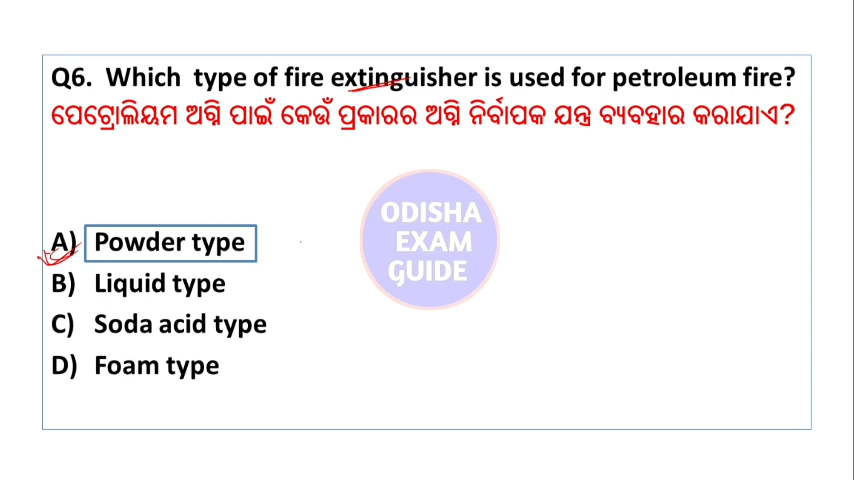 Q6. Which type of fire extinguisher is used for petroleum fire?
ପେଟ୍ରୋଲିୟମ ଅଗ୍ନି ପାଇଁ କେଉଁ ପ୍ରକାରର ଅଗ୍ନି ନିର୍ବାପକ ଯନ୍ତ୍ର ବ୍ୟବହାର କରାଯାଏ?
ODISHA
EXAM
GUIDE
A) Powder type
B) Liquid type
C) Soda acid type
D) Foam type